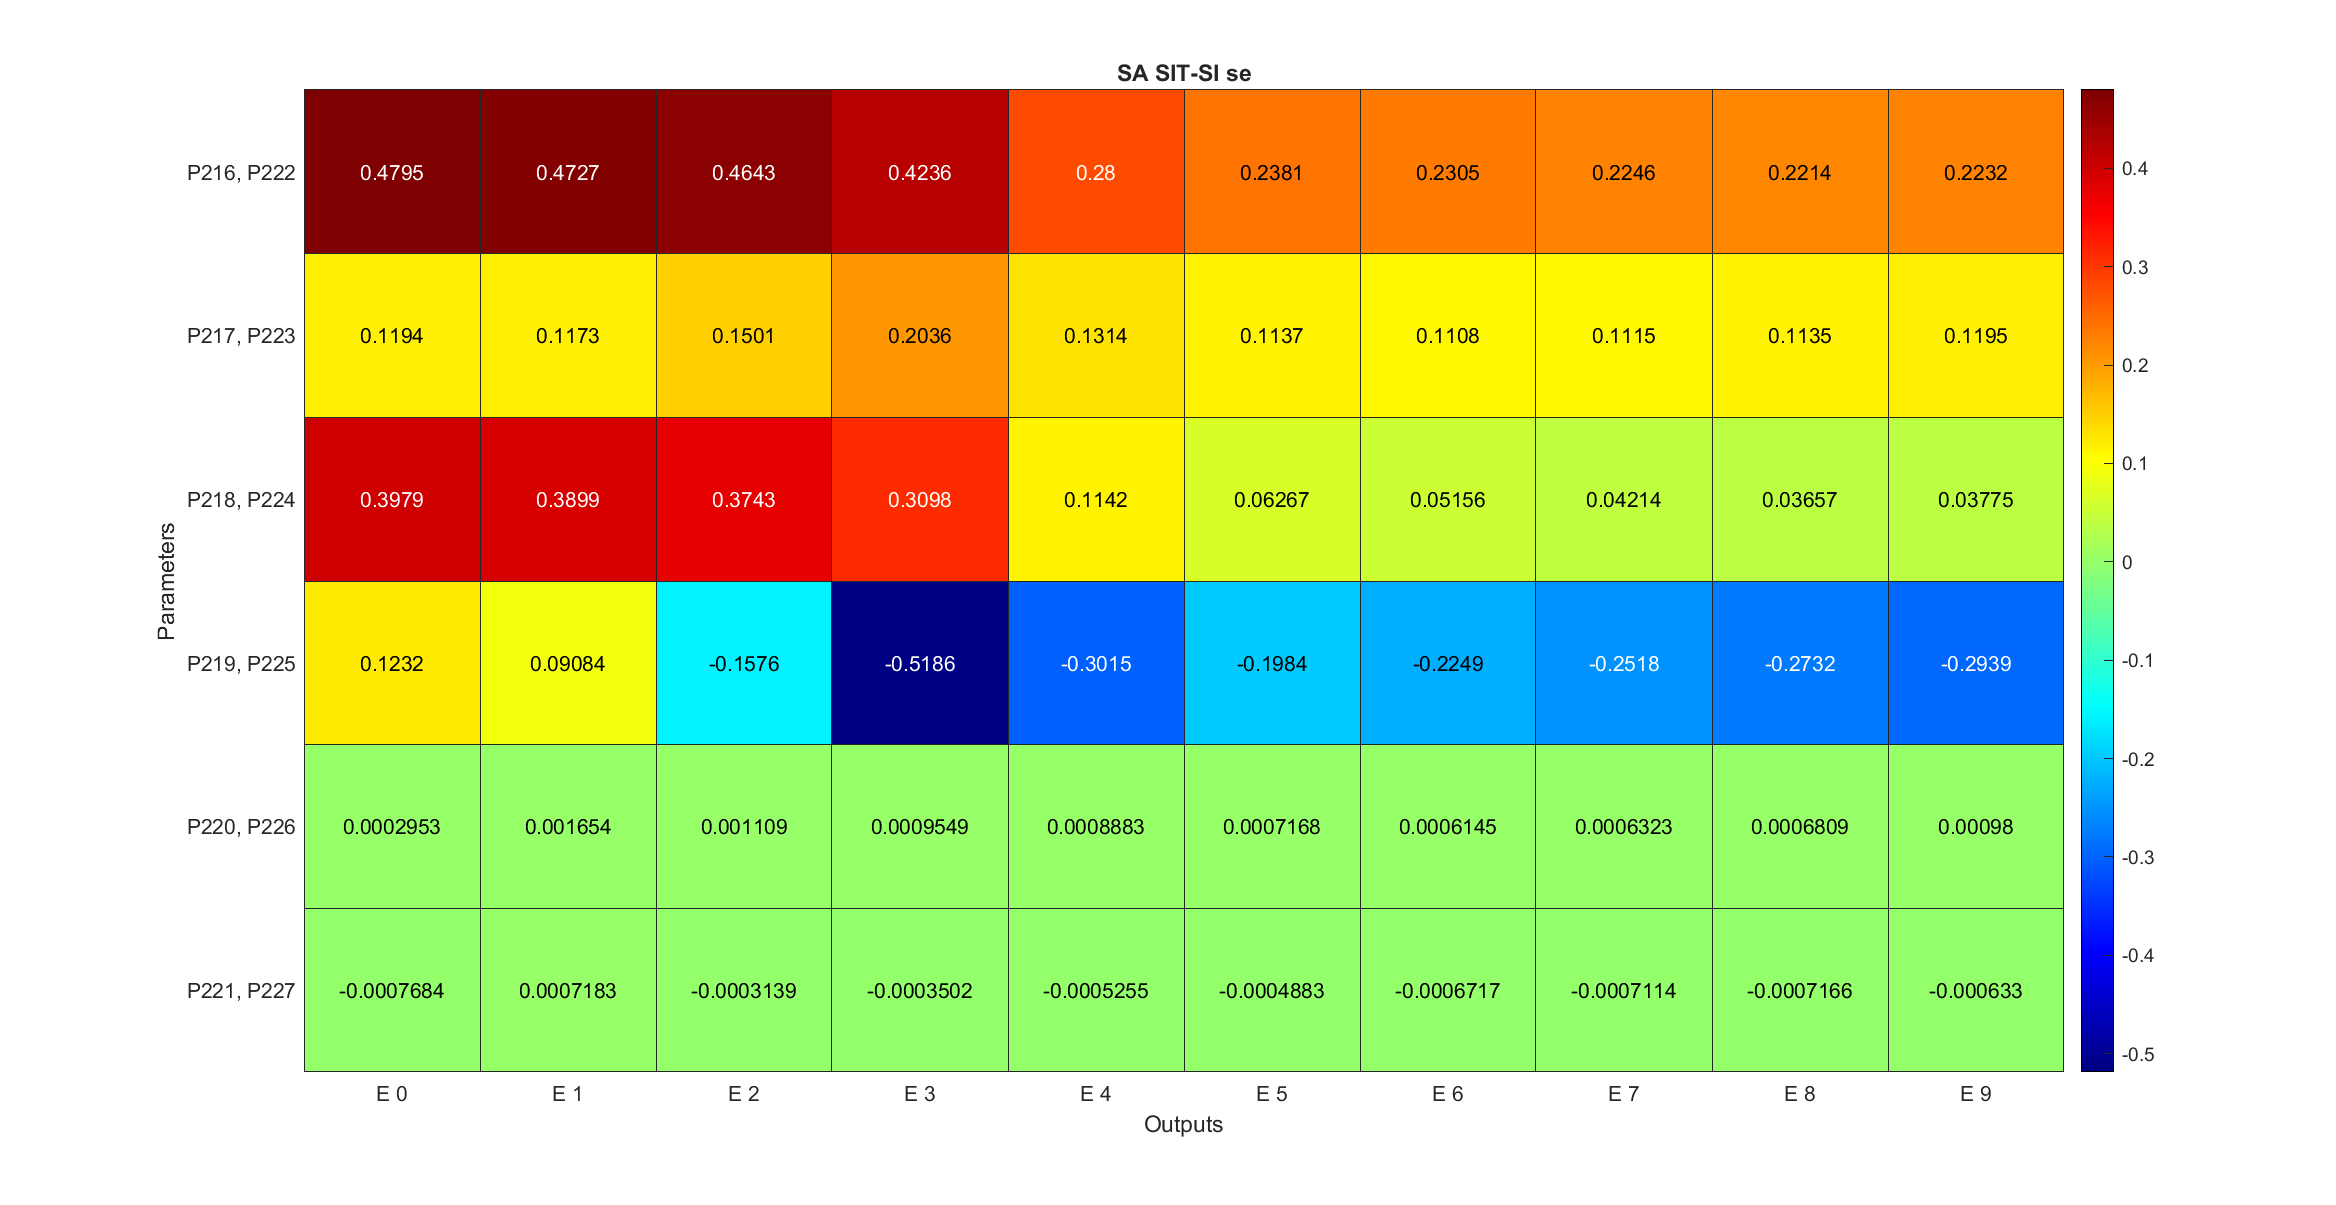 SA SIT-SI se
P216, P222 0.4795 0.4727 0.4643 0.4236 0.28 0.2381 0.2305 0.2246 0.2214 0.2232
P217, P223 0.1194 0.1173 0.1501 0.2036 0.1314 0.1137 0.1108 0.1115 0.1135 0.1195
P218, P224 0.3979 0.3899 0.3743 0.3098 0.1142 0.06267 0.05156 0.04214 0.03657 0.03775
Parameters
P219, P225 0.1232 0.09084 -0.1576 -0.5186 -0.3015 -0.1984 -0.2249 -0.2518 -0.2732 -0.2939
P220, P226 0.0002953 0.001654 0.001109 0.0009549 0.0008883 0.0007168 0.0006145 0.0006323 0.0006809 0.00098
P221, P227 -0.0007684 0.0007183 -0.0003139 -0.0003502 -0.0005255 -0.0004883 -0.0006717 -0.0007114 -0.0007166 -0.000633
E 0 E 1 E 2 E 3 E 4 E 5 E 6 E 7 E 8 E 9
Outputs
0.4
0.3
0.2
0.1
0
-0.1
-0.2
-0.3
-0.4
-0.5